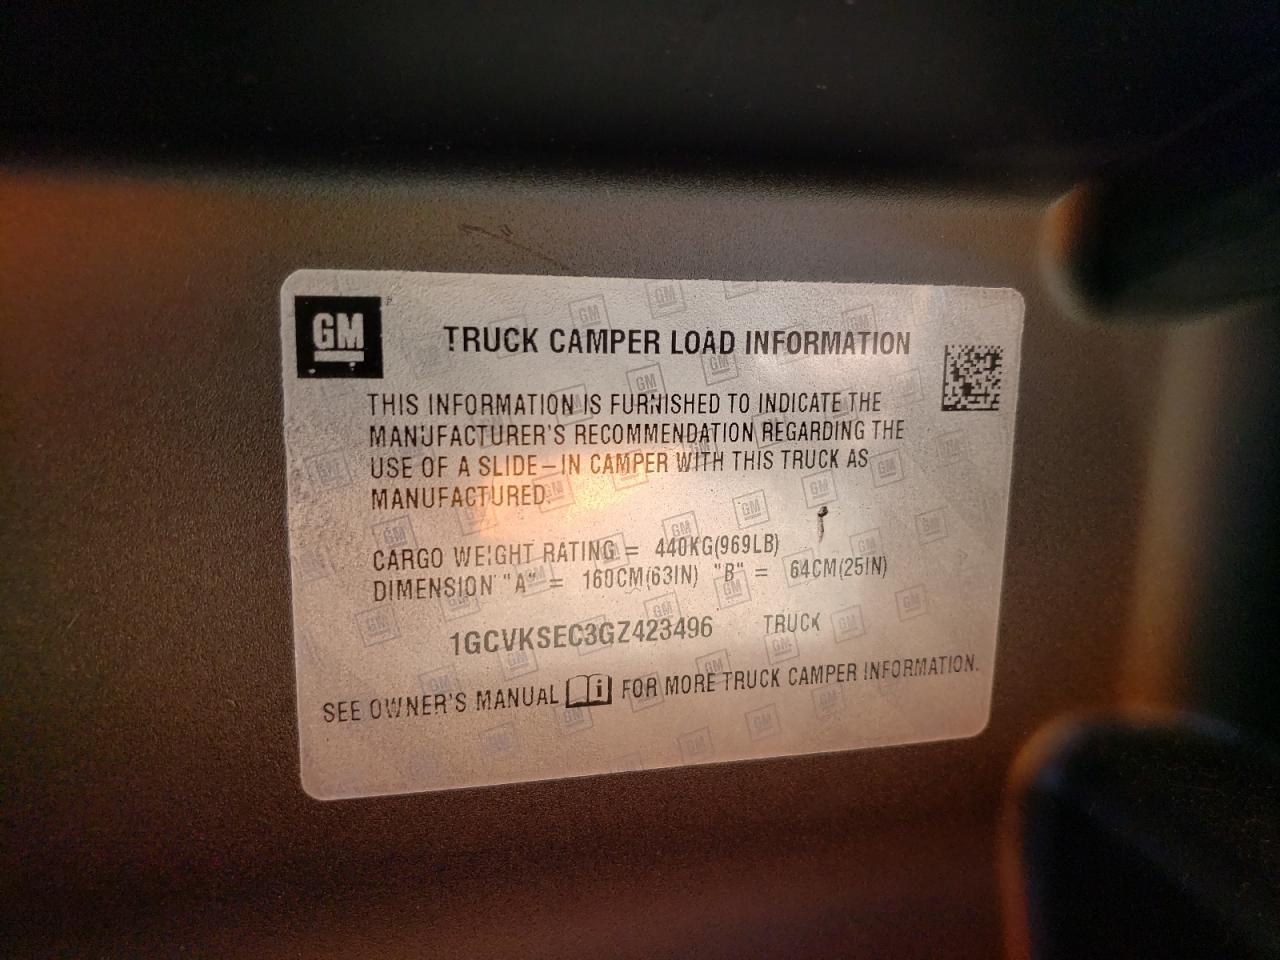 GM
TRUCK CAMPER LOAD INFORMATION
THIS INFORMATION IS FURNISHED TO INDICATE THE
MANUFACTURER'S RECOMMENDATION REGARDING THE
USE OF A SLIDE-IN CAMPER WITH THIS TRUCK AS
MANUFACTURED.
CARGO WEIGHT RATING = 440KG(969LB)
DIMENSION "A" = 160CM(63IN) "B" = 64CM(25IN)
1GCVKSEC3GZ423496 TRUCK
SEE OWNER'S MANUAL FOR MORE TRUCK CAMPER INFORMATION.